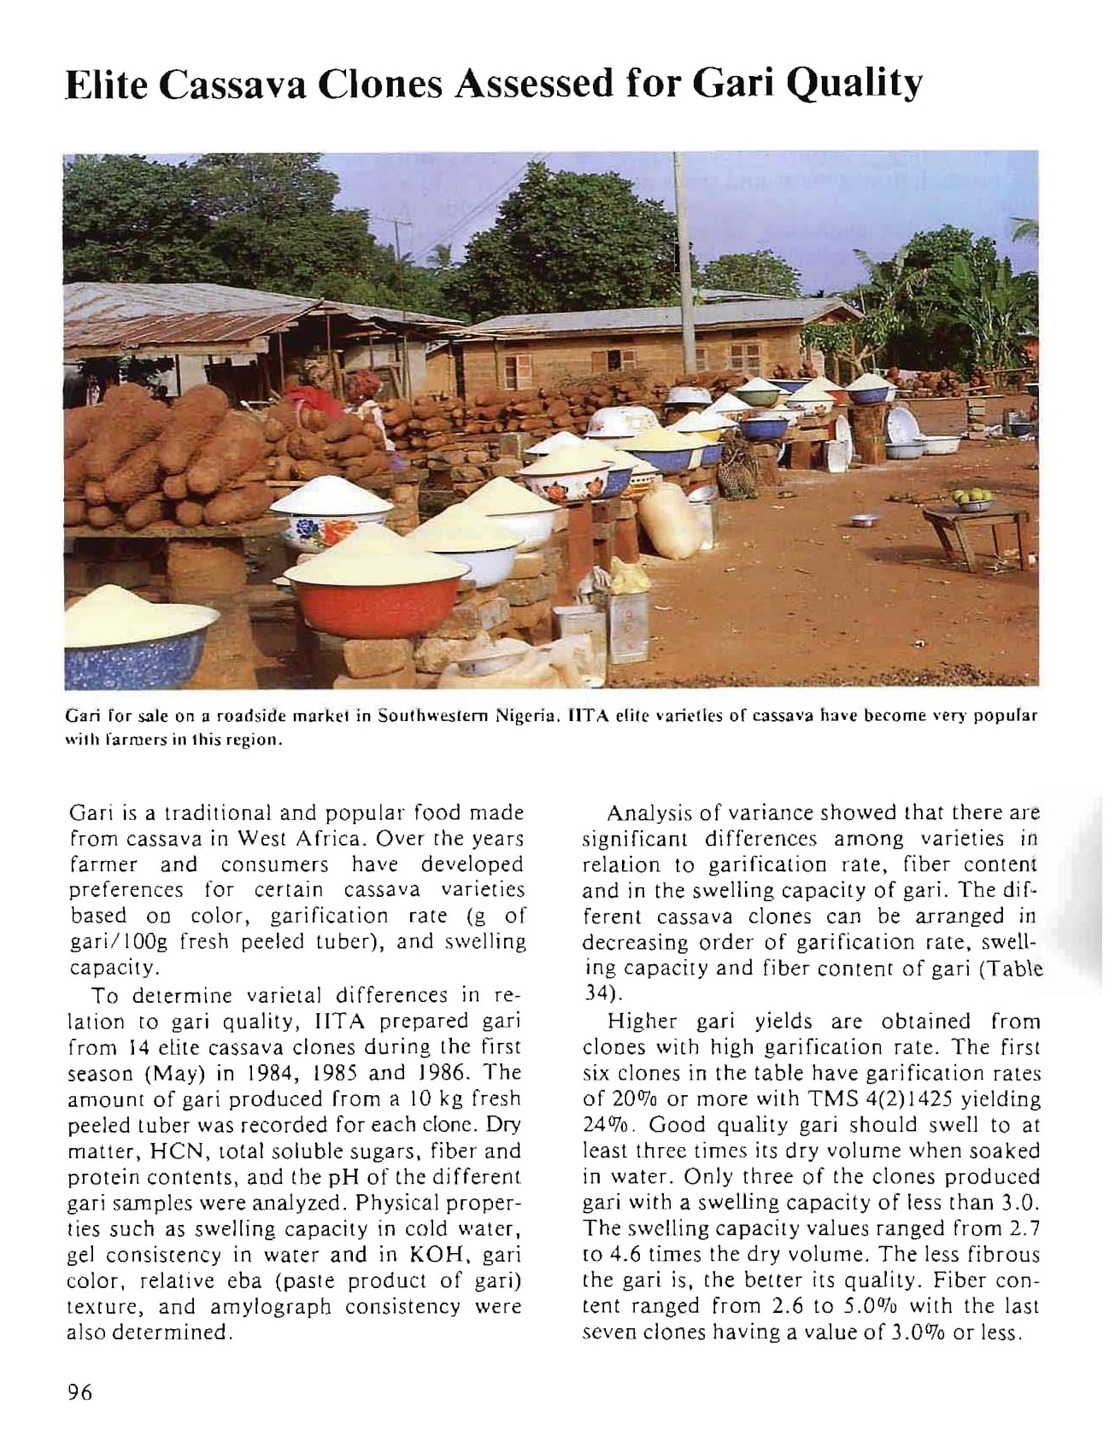 Elite Cassava Clones Assessed for Gari Quality
Gari for sale on a roadside market in Southwestern Nigeria. IITA elite varieties of cassava have become very popular
with farmers in this region.
Gari is a traditional and popular food made
from cassava in West Africa. Over the years
farmer and consumers have developed
preferences for certain cassava varieties
based on color, garification rate (g of
gari/100g fresh peeled tuber), and swelling
capacity.
To determine varietal differences in re-
lation to gari quality, IITA prepared gari
from 14 elite cassava clones during the first
season (May) in 1984, 1985 and 1986. The
amount of gari produced from a 10 kg fresh
peeled tuber was recorded for each clone. Dry
matter, HCN, total soluble sugars, fiber and
protein contents, and the pH of the different
gari samples were analyzed. Physical proper-
ties such as swelling capacity in cold water,
gel consistency in water and in KOH, gari
color, relative eba (paste product of gari)
texture, and amylograph consistency were
also determined.
Analysis of variance showed that there are
significant differences among varieties in
relation to garification rate, fiber content
and in the swelling capacity of gari. The dif-
ferent cassava clones can be arranged in
decreasing order of garification rate, swell-
ing capacity and fiber content of gari (Table
34).
Higher gari yields are obtained from
clones with high garification rate. The first
six clones in the table have garification rates
of 20% or more with TMS 4(2)1425 yielding
24%. Good quality gari should swell to at
least three times its dry volume when soaked
in water. Only three of the clones produced
gari with a swelling capacity of less than 3.0.
The swelling capacity values ranged from 2.7
to 4.6 times the dry volume. The less fibrous
the gari is, the better its quality. Fiber con-
tent ranged from 2.6 to 5.0% with the last
seven clones having a value of 3.0% or less.
96